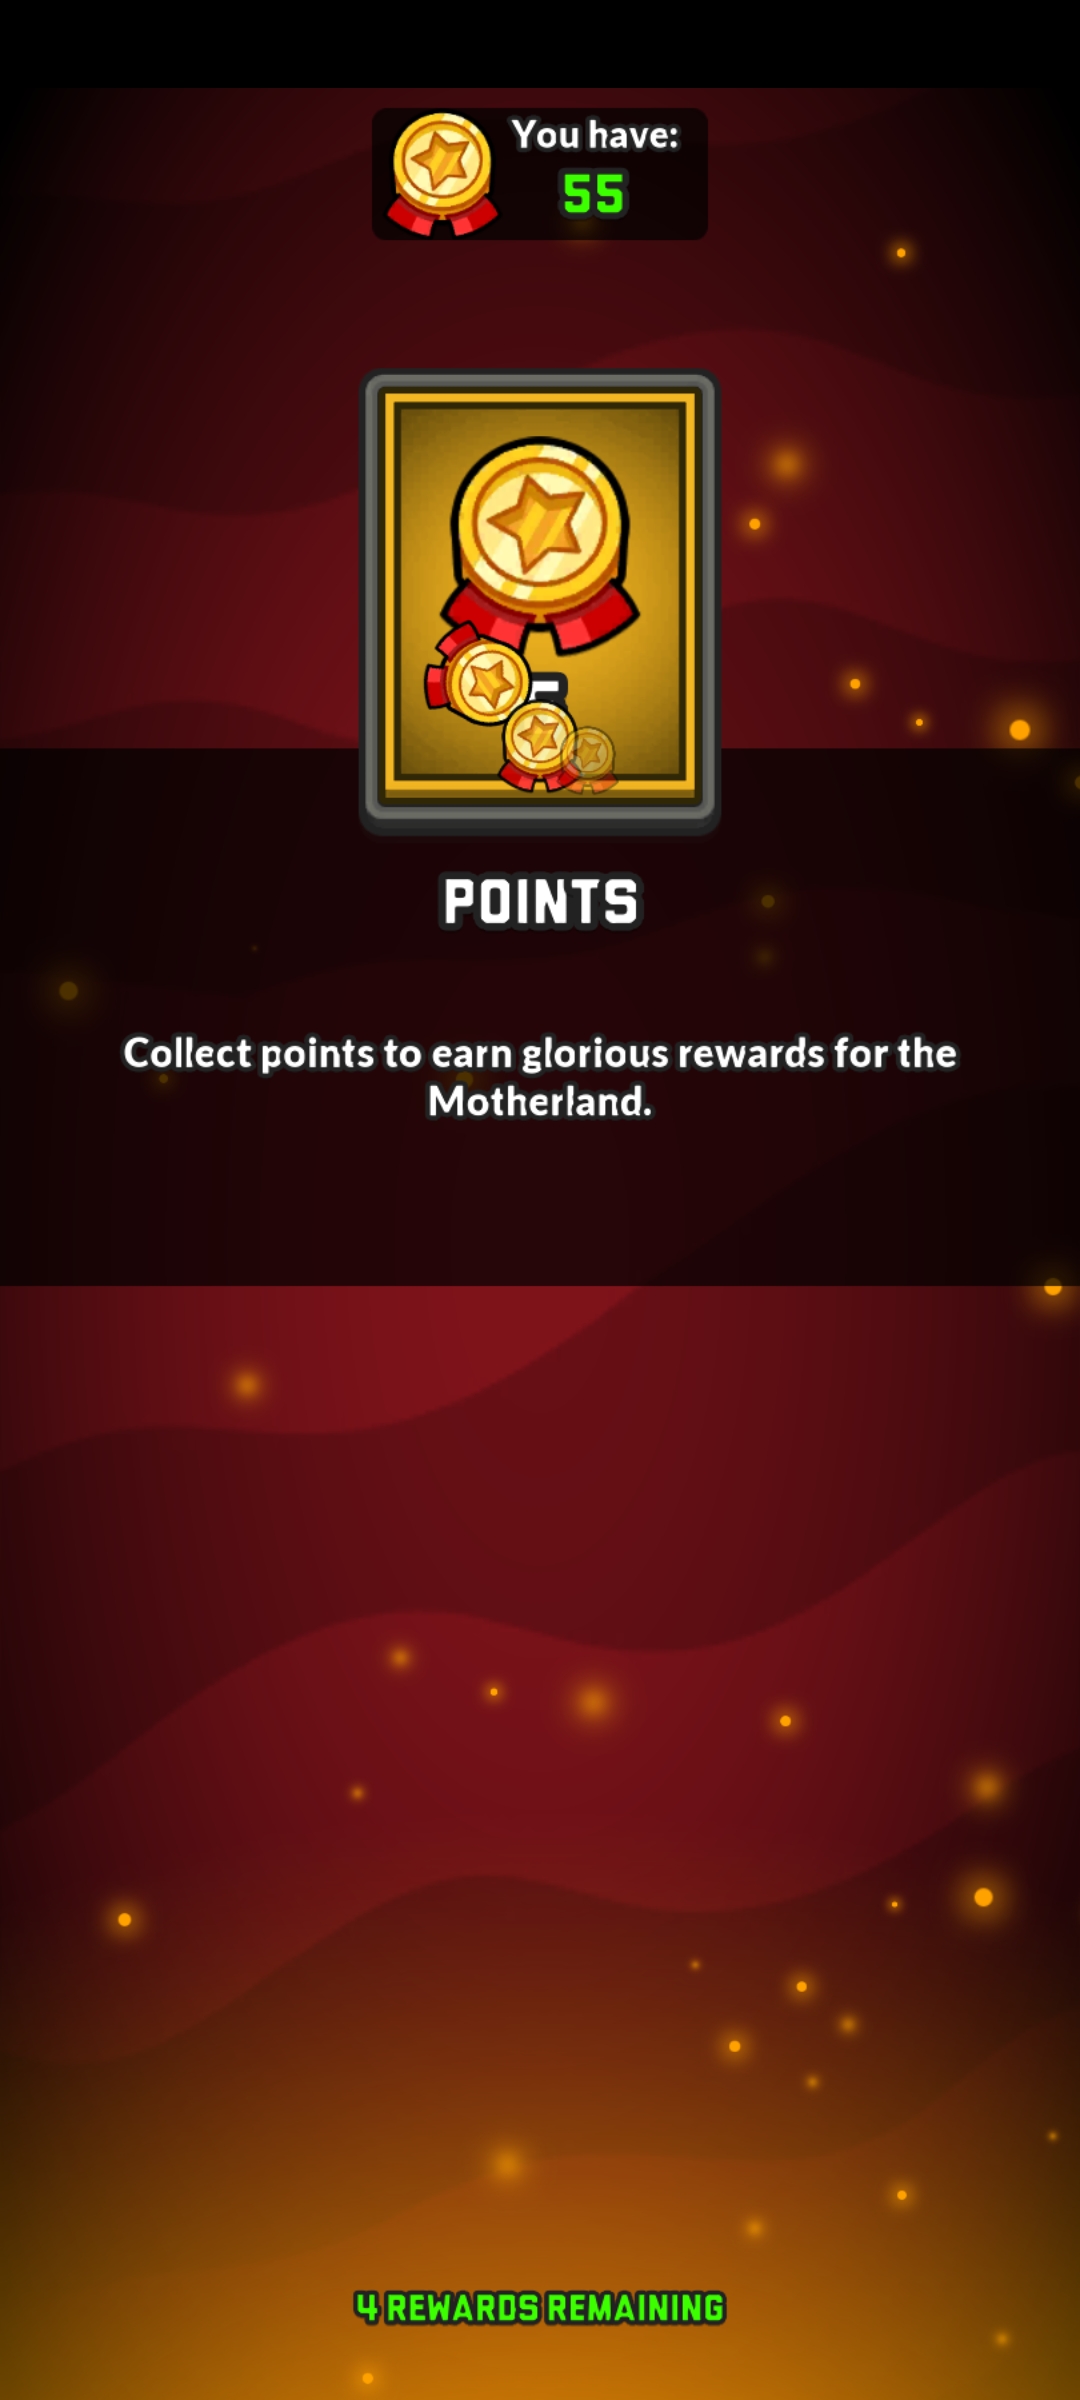 You have:
55
POINTS
Collect points to earn glorious rewards for the
Motherland.
4 REWARDS REMAINING